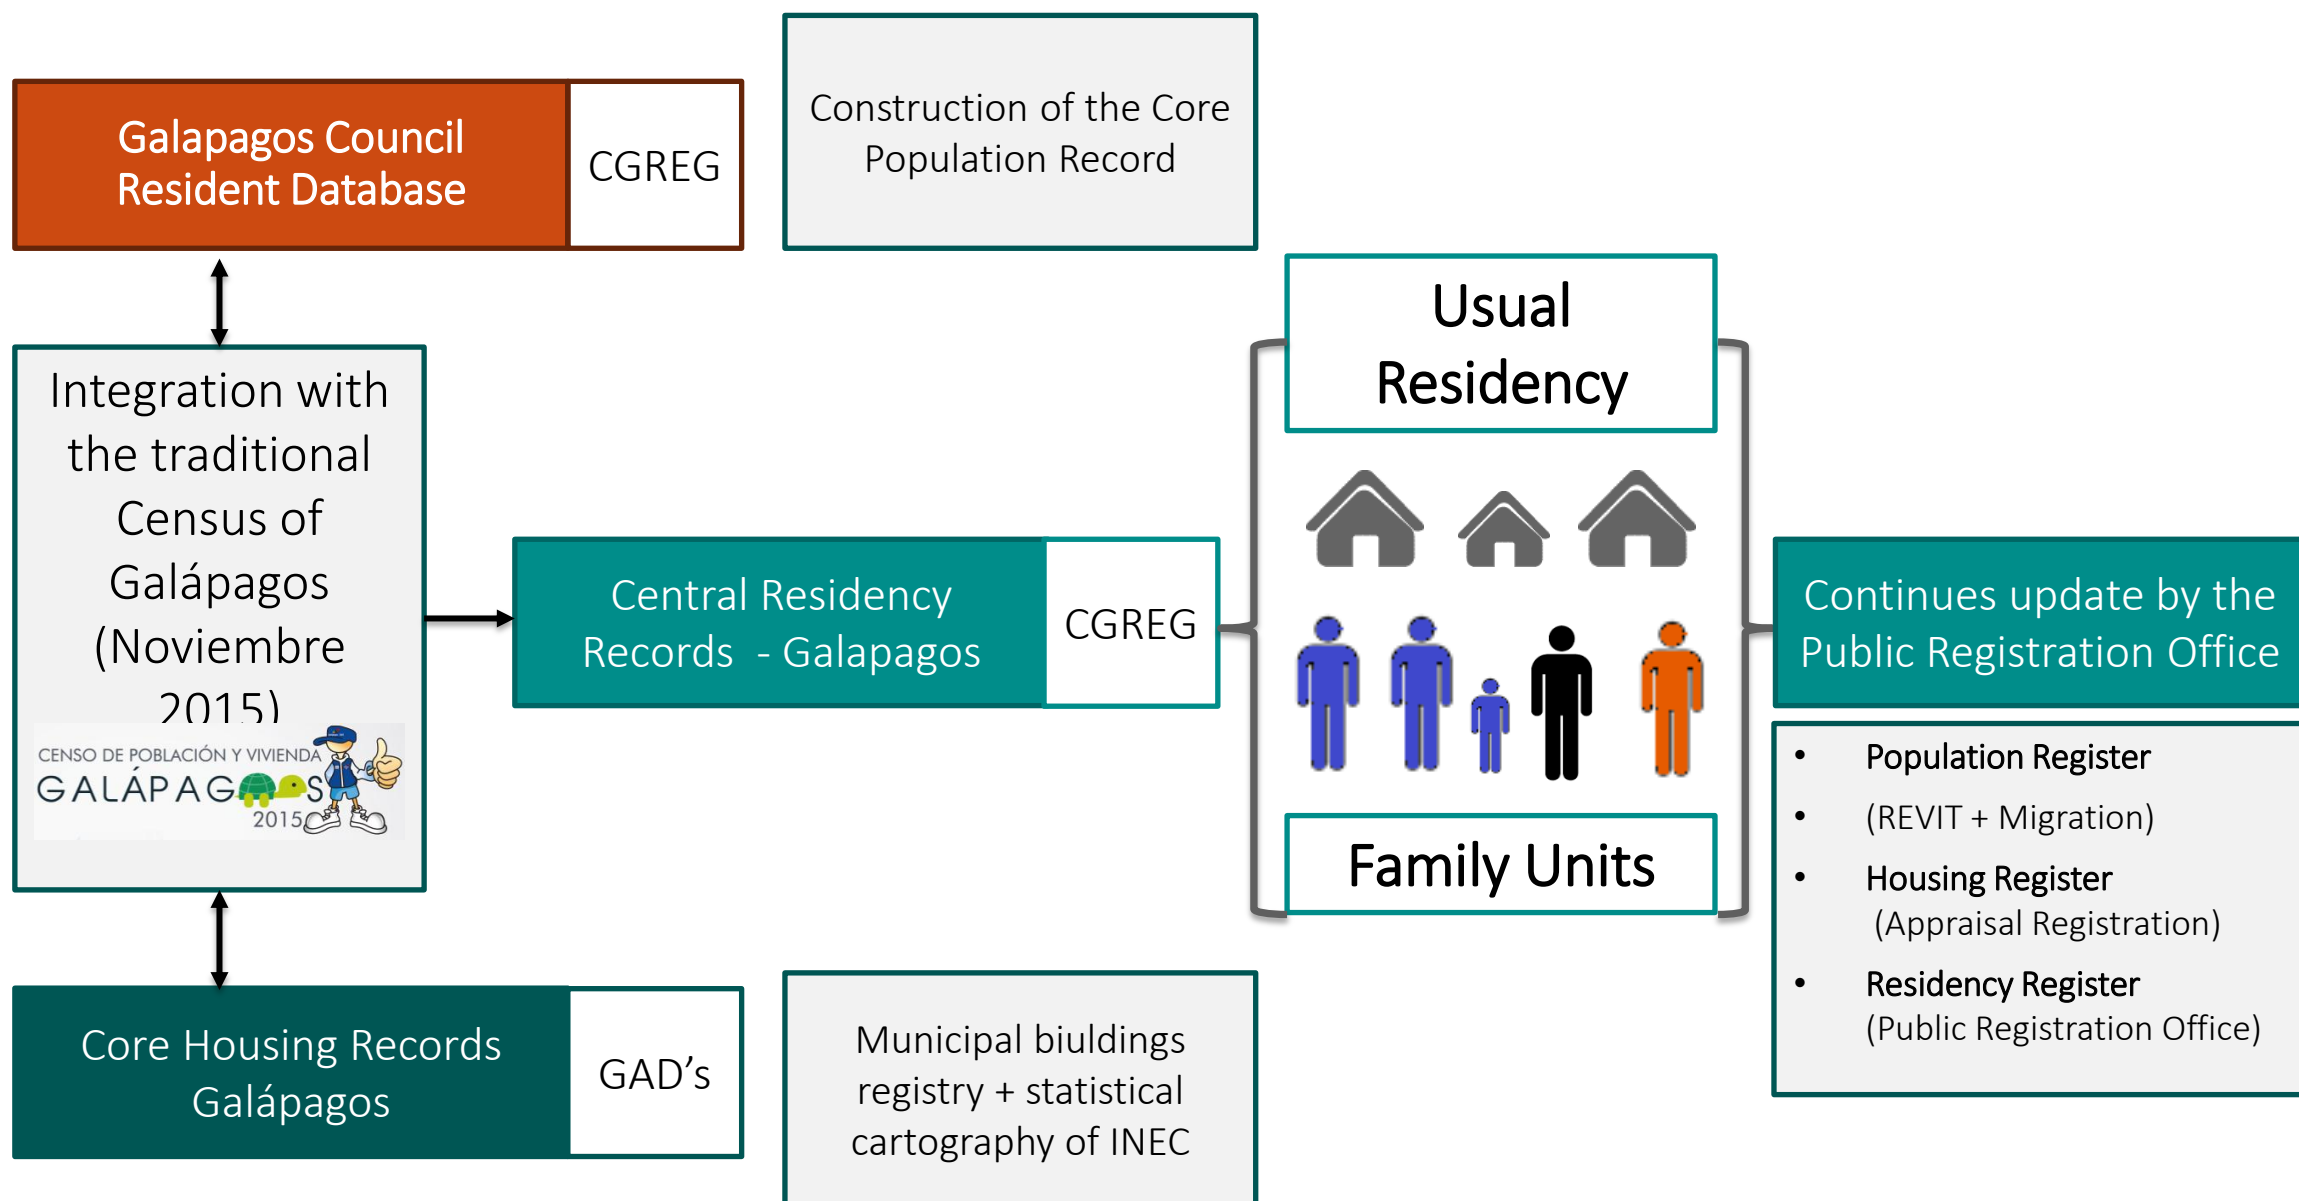 Galapagos Council
Resident Database
CGREG
Construction of the Core
Population Record
Integration with
the traditional
Census of
Galápagos
(Noviembre
2015)
CENSO DE POBLACIÓN Y VIVIENDA
GALÁPAGOS
2015
Central Residency
Records - Galapagos
CGREG
Usual
Residency
Family Units
Continues update by the
Public Registration Office
• Population Register
• (REVIT + Migration)
• Housing Register
(Appraisal Registration)
• Residency Register
(Public Registration Office)
Core Housing Records
Galápagos
GAD's
Municipal biuldings
registry + statistical
cartography of INEC